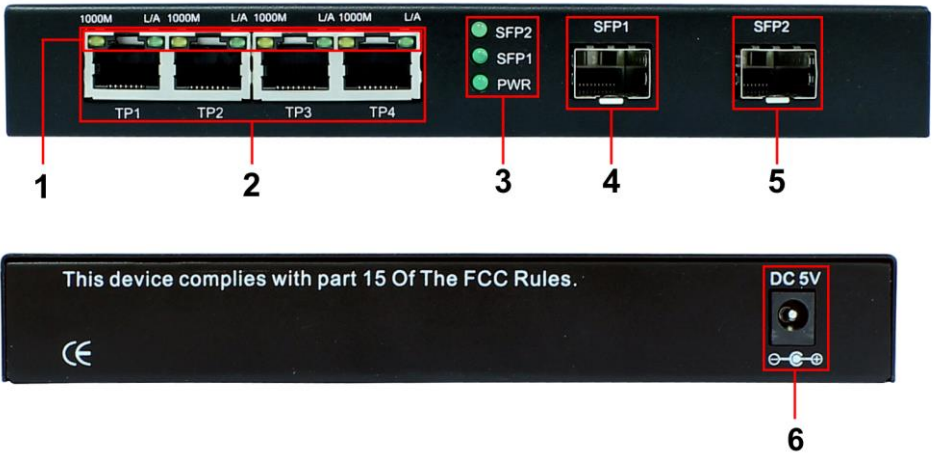 1000M L/A 1000M L/A 1000M L/A 1000M L/A
TP1 TP2 TP3 TP4
SFP2
SFP1
PWR
SFP1
SFP2
1 2 3 4 5
This device complies with part 15 Of The FCC Rules.
CE
DC 5V
6